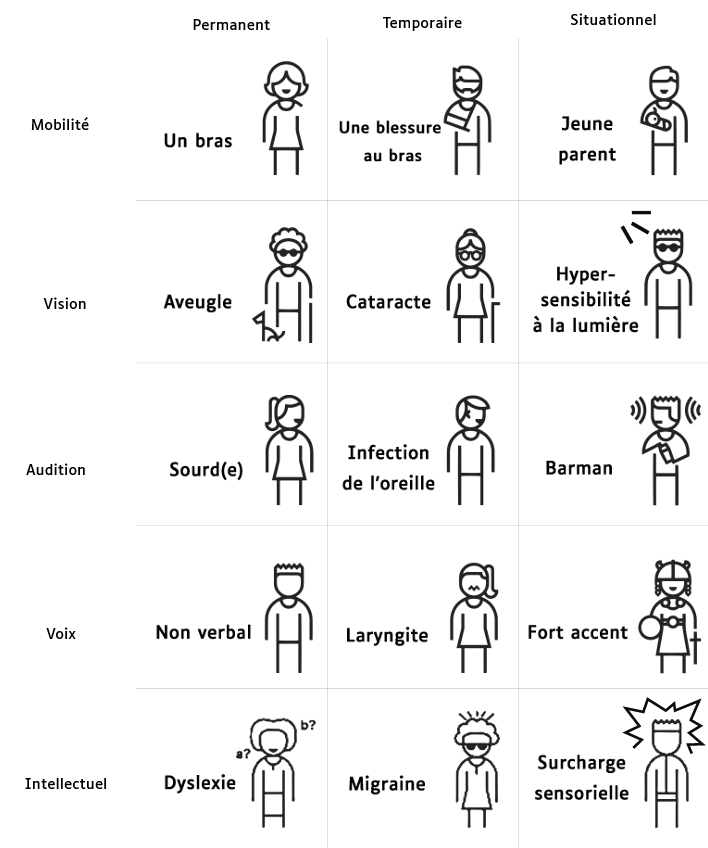 Permanent
Temporaire
Situationnel
Mobilité
Un bras
Une blessure
au bras
Jeune
parent
Vision
Aveugle
Cataracte
Hyper-
sensibilité
à la lumière
Audition
Sourd(e)
Infection
de l'oreille
Barman
Voix
Non verbal
Laryngite
Fort accent
Intellectuel
b?
a?
Dyslexie
Migraine
Surcharge
sensorielle